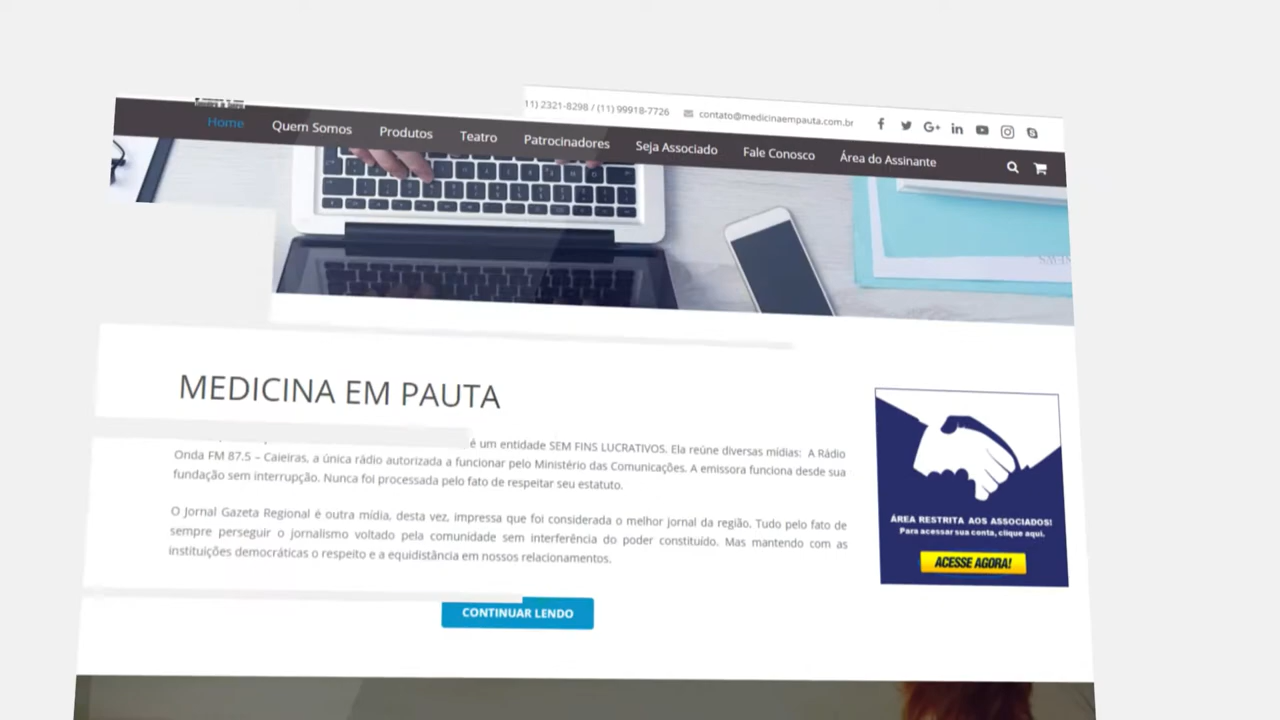 11) 2321-8298 / (11) 99918-7726 contato@medicinaempauta.com.br
Home Quem Somos Produtos Teatro Patrocinadores Seja Associado Fale Conosco Área do Assinante
MEDICINA EM PAUTA
é um entidade SEM FINS LUCRATIVOS. Ela reúne diversas mídias: A Rádio
Onda FM 87.5 – Caieiras, a única rádio autorizada a funcionar pelo Ministério das Comunicações. A emissora funciona desde sua
fundação sem interrupção. Nunca foi processada pelo fato de respeitar seu estatuto.
O Jornal Gazeta Regional é outra mídia, desta vez, impressa que foi considerada o melhor jornal da região. Tudo pelo fato de
sempre perseguir o jornalismo voltado pela comunidade sem interferência do poder constituído. Mas mantendo com as
instituições democráticas o respeito e a equidistância em nossos relacionamentos.
CONTINUAR LENDO
ÁREA RESTRITA AOS ASSOCIADOS!
Para acessar sua conta, clique aqui.
ACESSE AGORA!